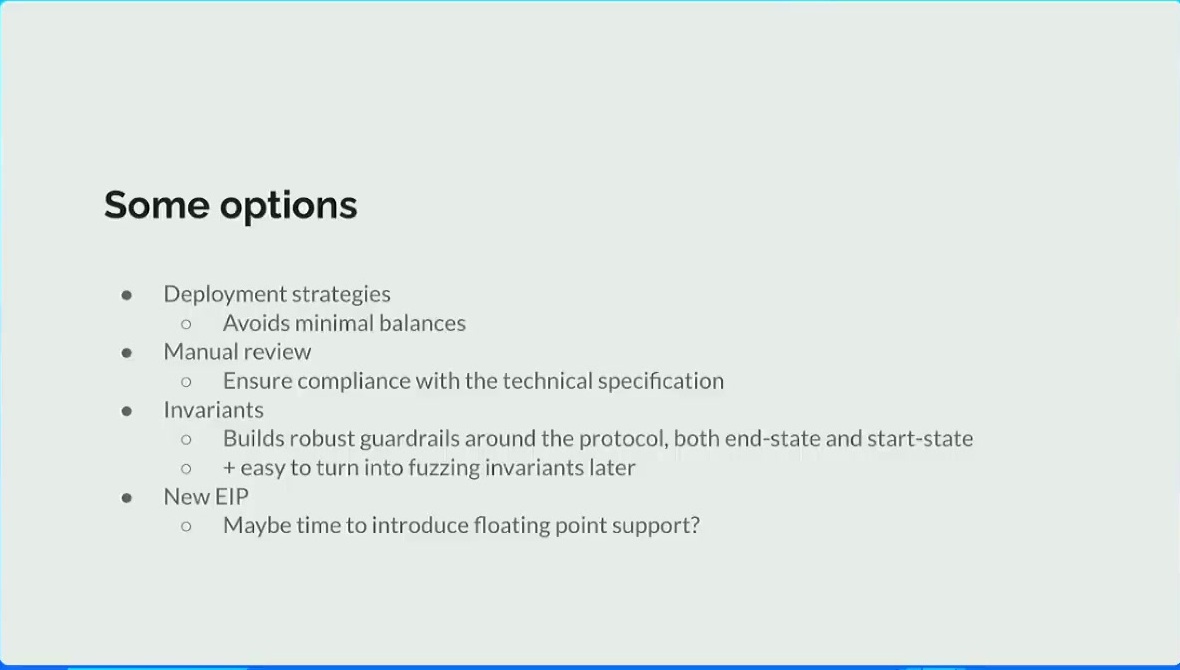 Some options
● Deployment strategies
○ Avoids minimal balances
● Manual review
○ Ensure compliance with the technical specification
● Invariants
○ Builds robust guardrails around the protocol, both end-state and start-state
○ + easy to turn into fuzzing invariants later
● New EIP
○ Maybe time to introduce floating point support?